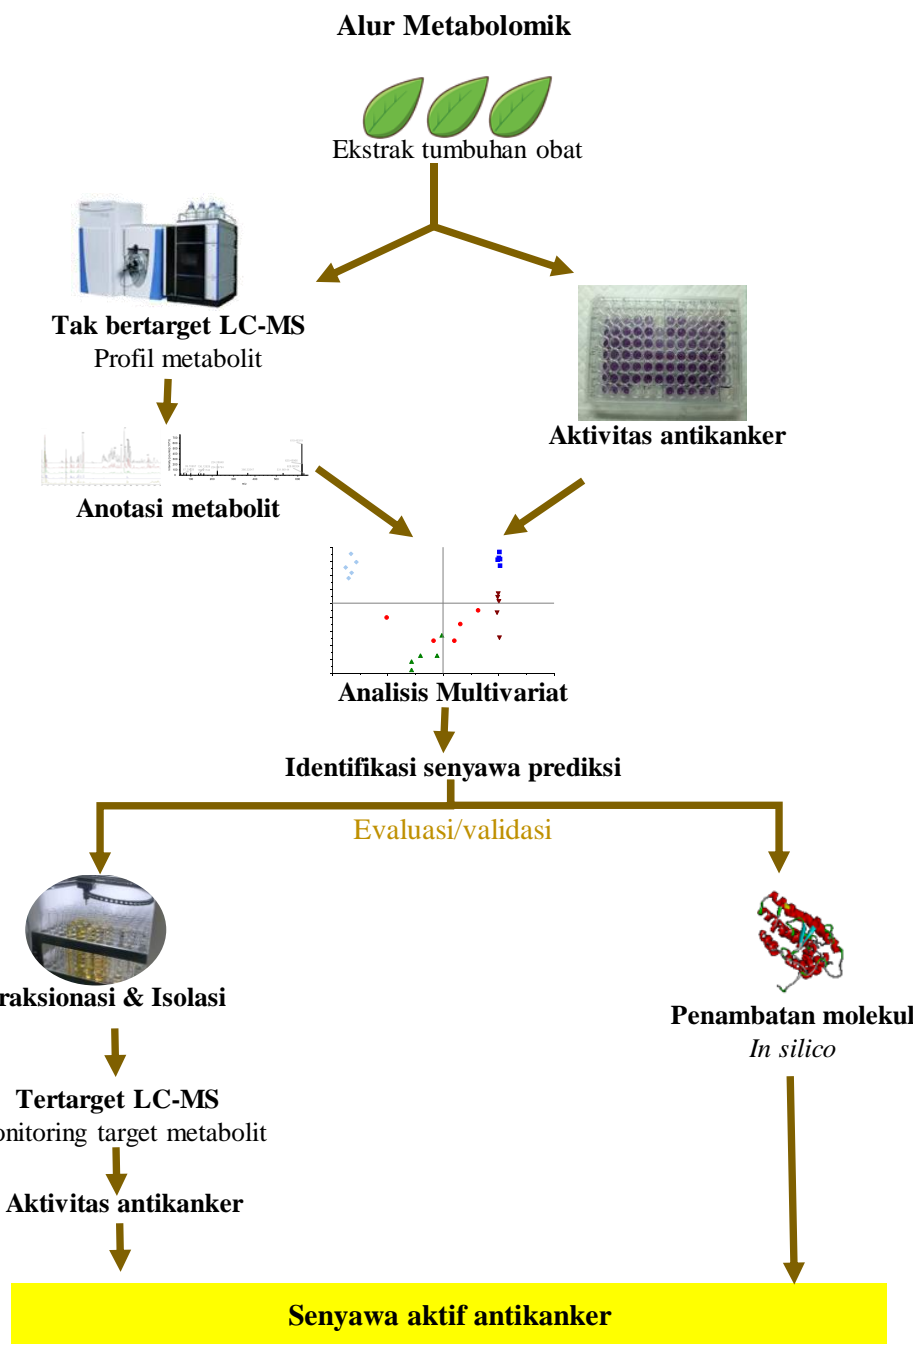 Alur Metabolomik
Ekstrak tumbuhan obat
Tak bertarget LC-MS
Profil metabolit
Aktivitas antikanker
Anotasi metabolit
Analisis Multivariat
Identifikasi senyawa prediksi
Evaluasi/validasi
raksionasi & Isolasi
Penambatan molekul
In silico
Tertarget LC-MS
onitoring target metabolit
Aktivitas antikanker
Senyawa aktif antikanker